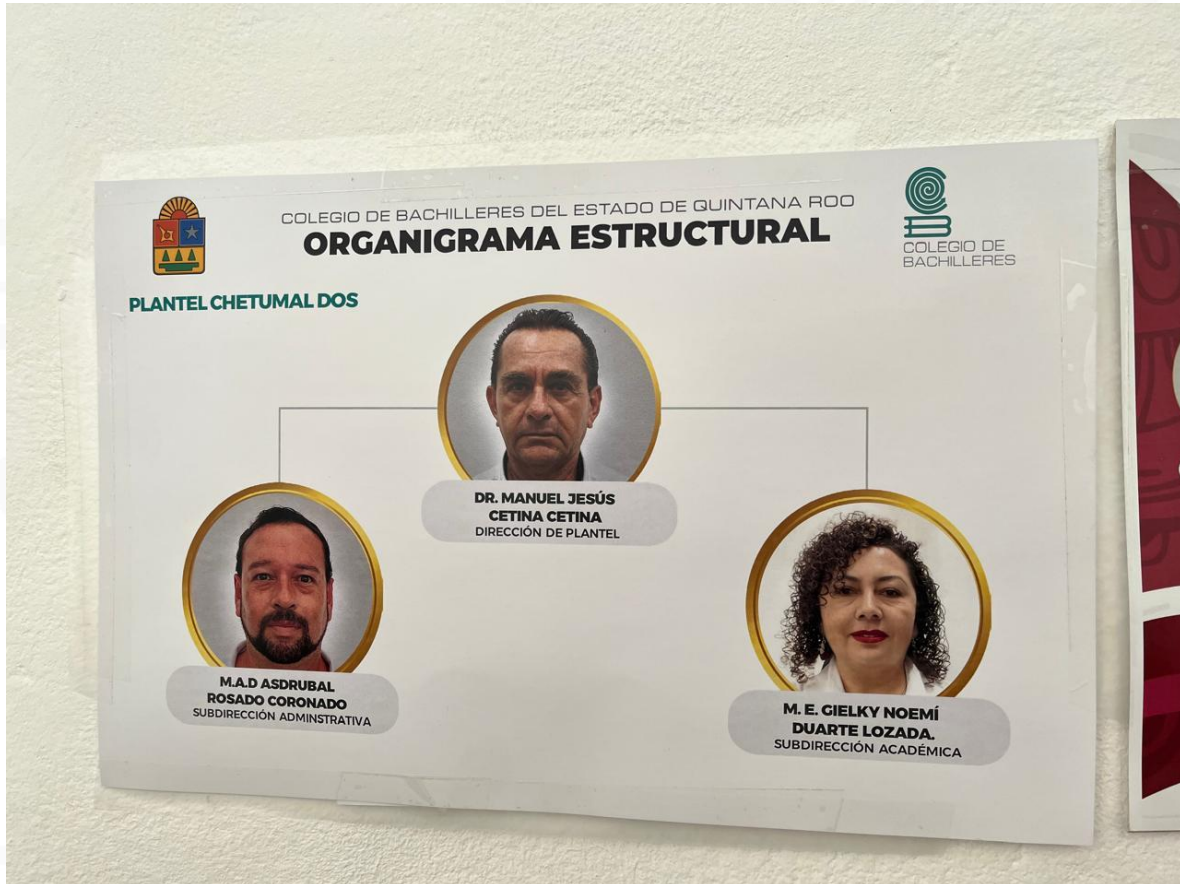 COLEGIO DE BACHILLERES DEL ESTADO DE QUINTANA ROO
ORGANIGRAMA ESTRUCTURAL
COLEGIO DE
BACHILLERES
PLANTEL CHETUMAL DOS
DR. MANUEL JESÚS
CETINA CETINA
DIRECCIÓN DE PLANTEL
M.A.D ASDRUBAL
ROSADO CORONADO
SUBDIRECCIÓN ADMINSTRATIVA
M. E. GIELKY NOEMÍ
DUARTE LOZADA.
SUBDIRECCIÓN ACADÉMICA